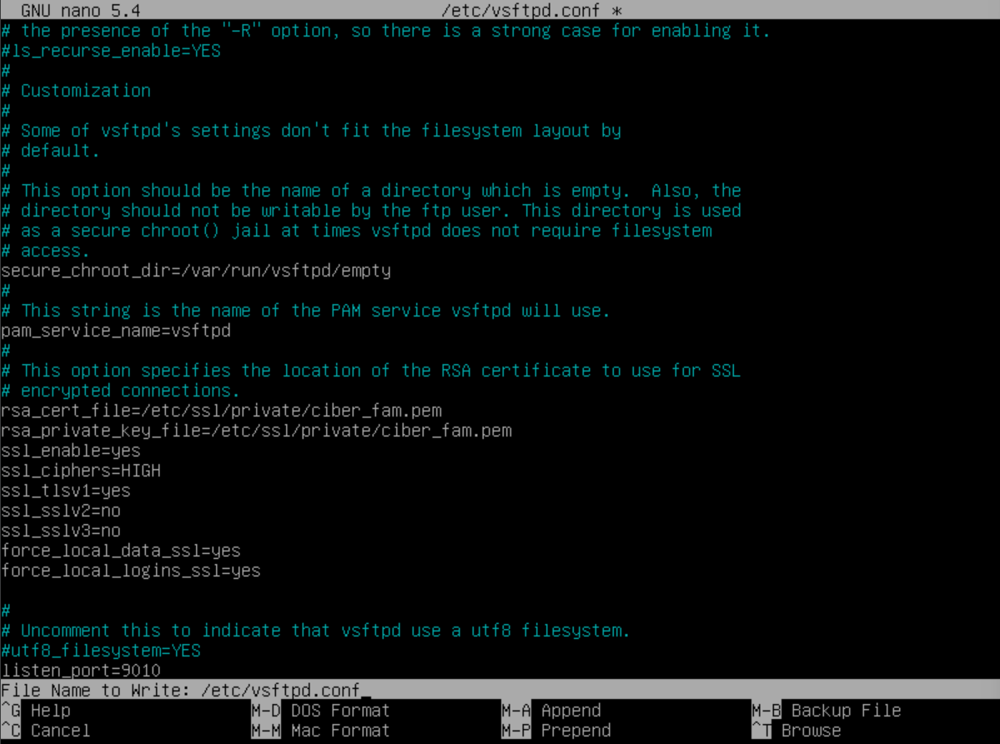 GNU nano 5.4 /etc/vsftpd.conf *
# the presence of the "-R" option, so there is a strong case for enabling it.
#ls_recurse_enable=YES
#
# Customization
#
# Some of vsftpd's settings don't fit the filesystem layout by
# default.
#
# This option should be the name of a directory which is empty.  Also, the
# directory should not be writable by the ftp user. This directory is used
# as a secure chroot() jail at times vsftpd does not require filesystem
# access.
secure_chroot_dir=/var/run/vsftpd/empty
#
# This string is the name of the PAM service vsftpd will use.
pam_service_name=vsftpd
#
# This option specifies the location of the RSA certificate to use for SSL
# encrypted connections.
rsa_cert_file=/etc/ssl/private/ciber_fam.pem
rsa_private_key_file=/etc/ssl/private/ciber_fam.pem
ssl_enable=yes
ssl_ciphers=HIGH
ssl_tlsv1=yes
ssl_sslv2=no
ssl_sslv3=no
force_local_data_ssl=yes
force_local_logins_ssl=yes
#
# Uncomment this to indicate that vsftpd use a utf8 filesystem.
#utf8_filesystem=YES
listen_port=9010
File Name to Write: /etc/vsftpd.conf_
^G Help M-D DOS Format M-A Append M-B Backup File
^C Cancel M-M Mac Format M-P Prepend ^T Browse